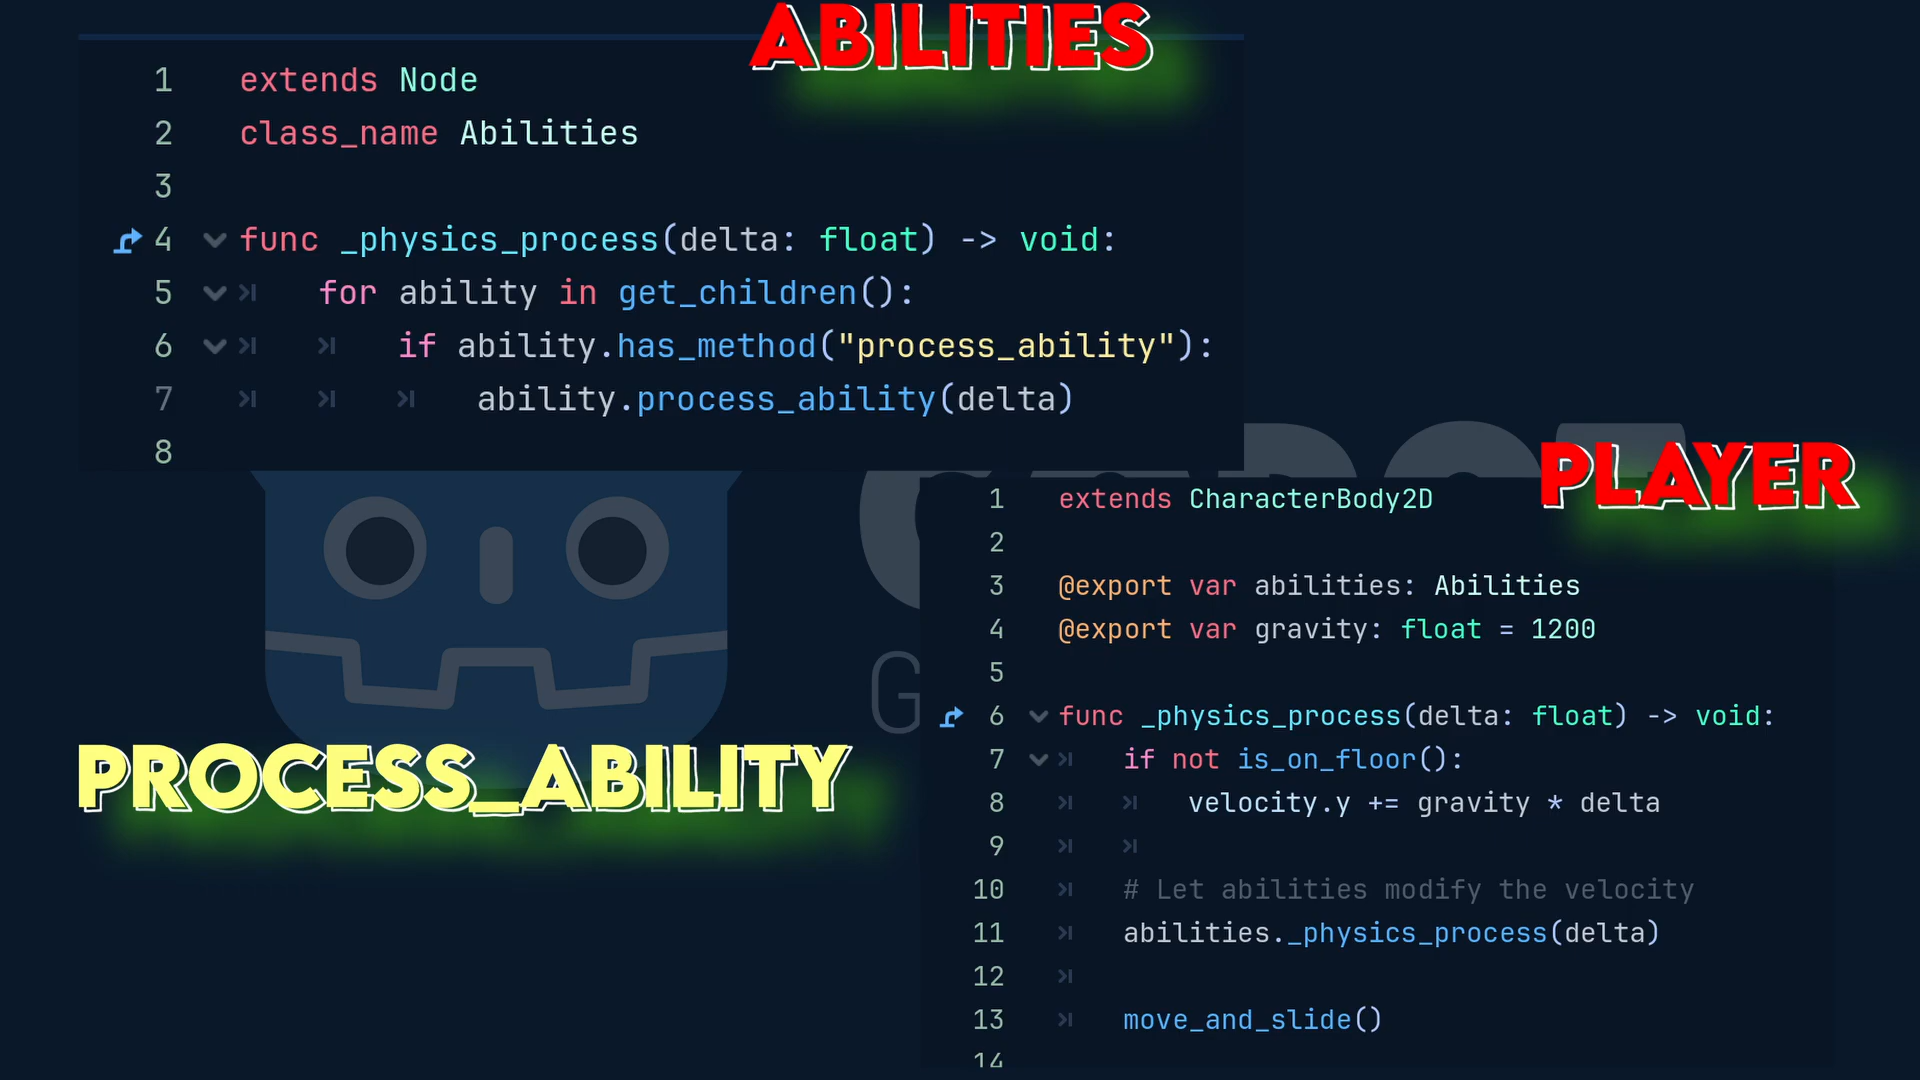 ABILITIES
1 extends Node
2 class_name Abilities
3
4 func _physics_process(delta: float) -> void:
5 for ability in get_children():
6 if ability.has_method("process_ability"):
7 ability.process_ability(delta)
8
PLAYER
1 extends CharacterBody2D
2
3 @export var abilities: Abilities
4 @export var gravity: float = 1200
5
6 func _physics_process(delta: float) -> void:
7 if not is_on_floor():
8 velocity.y += gravity * delta
9
10 # Let abilities modify the velocity
11 abilities._physics_process(delta)
12
13 move_and_slide()
14
PROCESS_ABILITY